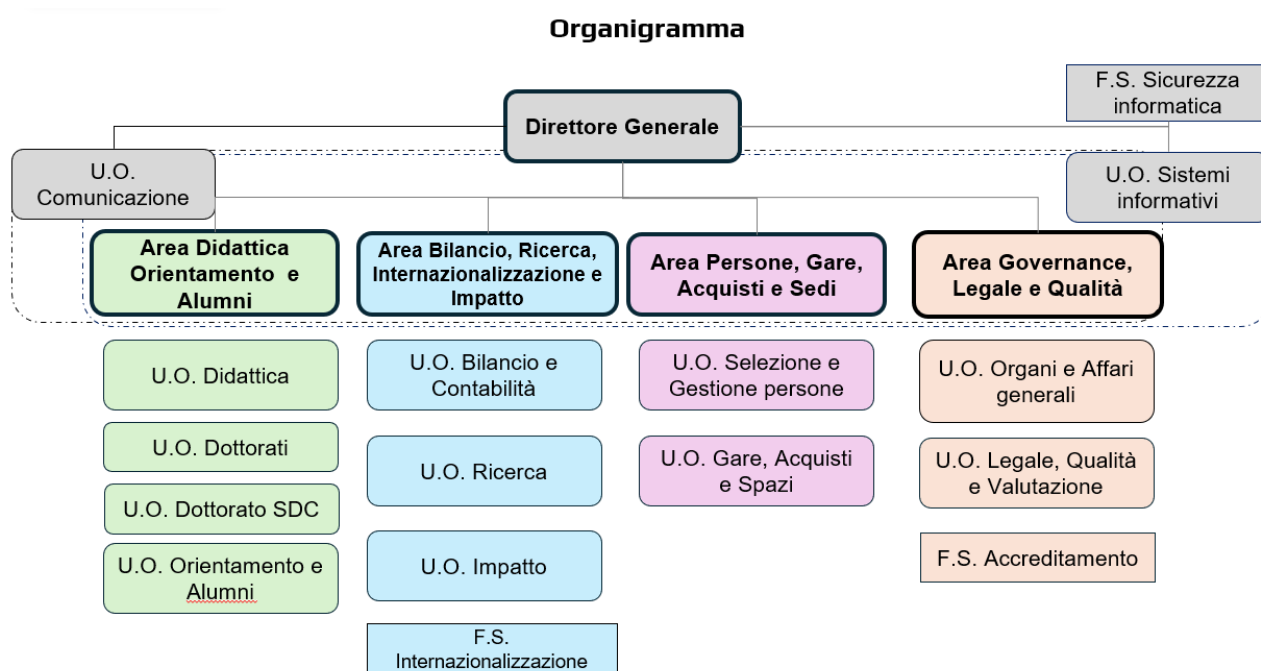 Organigramma
Direttore Generale
F.S. Sicurezza
informatica
U.O.
Comunicazione
U.O. Sistemi
informativi
Area Didattica
Orientamento e
Alumni
Area Bilancio, Ricerca,
Internazionalizzazione e
Impatto
Area Persone, Gare,
Acquisti e Sedi
Area Governance,
Legale e Qualità
U.O. Didattica
U.O. Dottorati
U.O. Dottorato SDC
U.O. Orientamento e
Alumni
U.O. Bilancio e
Contabilità
U.O. Ricerca
U.O. Impatto
F.S.
Internazionalizzazione
U.O. Selezione e
Gestione persone
U.O. Gare, Acquisti
e Spazi
U.O. Organi e Affari
generali
U.O. Legale, Qualità
e Valutazione
F.S. Accreditamento